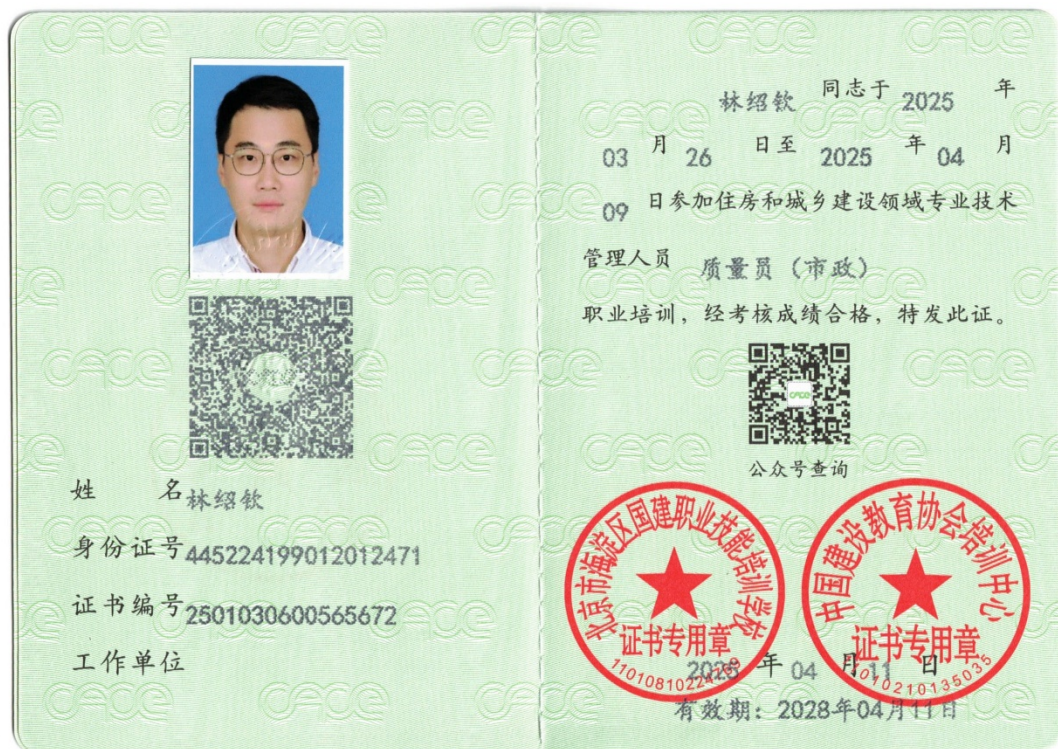 姓 名 林绍钦
身份证号 445224199012012471
证书编号 2501030600565672
工作单位
林绍钦 同志于 2025 年
03 月 26 日至 2025 年 04 月
09 日参加住房和城乡建设领域专业技术
管理人员 质量员（市政）
职业培训，经考核成绩合格，特发此证。
CACE
公众号查询
北京市海淀区国建职业技能培训学校
证书专用章
中国建设教育协会培训中心
证书专用章
2025 年 04 月 11 日
有效期：2028年04月11日